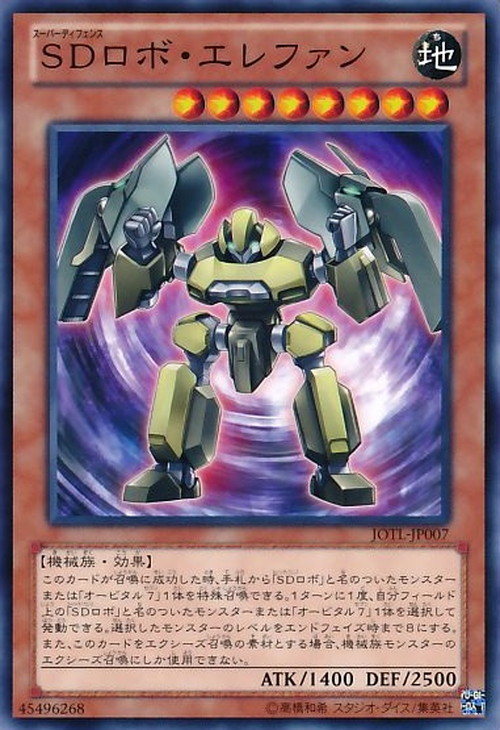 スーパーディフェンス
SDロボ・エレファン
ち
地
JOTL-JP007
【機械族・効果】
このカードが召喚に成功した時、手札から「SDロボ」と名のついたモンスター
または「オービタル 7」1体を特殊召喚できる。1ターンに1度、自分フィールド
上の「SDロボ」と名のついたモンスターまたは「オービタル 7」1体を選択して
発動できる。選択したモンスターのレベルをエンドフェイズ時まで8にする。
また、このカードをエクシーズ召喚の素材とする場合、機械族モンスターの
エクシーズ召喚にしか使用できない。
ATK/1400 DEF/2500
45496268
©高橋和希 スタジオ・ダイス/集英社